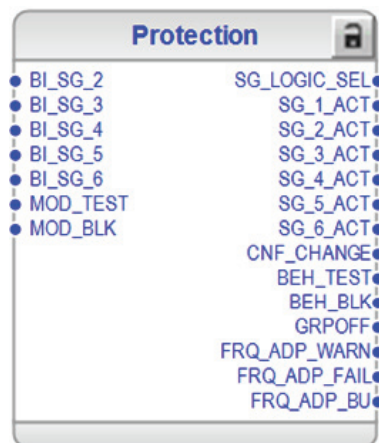 Protection
BI_SG_2
BI_SG_3
BI_SG_4
BI_SG_5
BI_SG_6
MOD_TEST
MOD_BLK
SG_LOGIC_SEL
SG_1_ACT
SG_2_ACT
SG_3_ACT
SG_4_ACT
SG_5_ACT
SG_6_ACT
CNF_CHANGE
BEH_TEST
BEH_BLK
GRPOFF
FRQ_ADP_WARN
FRQ_ADP_FAIL
FRQ_ADP_BU